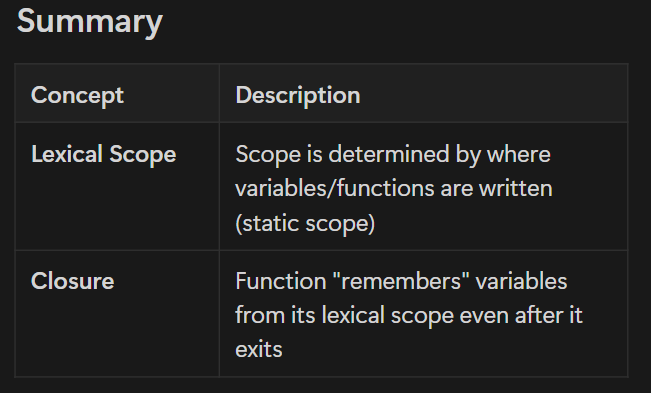 Summary
Concept Description
Lexical Scope Scope is determined by where
variables/functions are written
(static scope)
Closure Function "remembers" variables
from its lexical scope even after it
exits